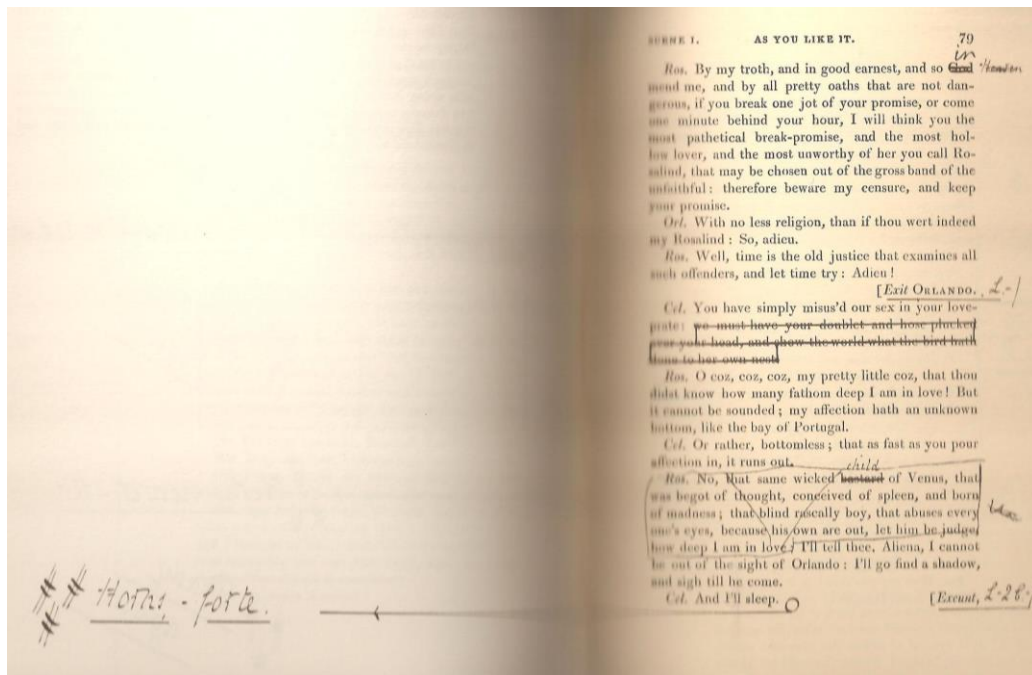 Horns, - forte.
SCENE I. AS YOU LIKE IT. 79
in
Ros. By my troth, and in good earnest, and so God Heaven
mend me, and by all pretty oaths that are not dan-
gerous, if you break one jot of your promise, or come
one minute behind your hour, I will think you the
most pathetical break-promise, and the most hol-
low lover, and the most unworthy of her you call Ro-
salind, that may be chosen out of the gross band of the
unfaithful: therefore beware my censure, and keep
your promise.
Orl. With no less religion, than if thou wert indeed
my Rosalind: So, adieu.
Ros. Well, time is the old justice that examines all
such offenders, and let time try: Adieu!
[Exit ORLANDO. L.-
Cel. You have simply misus'd our sex in your love-
prate: we must have your doublet and hose plucked
over your head, and show the world what the bird hath
done to her own nest.
Ros. O coz, coz, coz, my pretty little coz, that thou
didst know how many fathom deep I am in love! But
it cannot be sounded; my affection hath an unknown
bottom, like the bay of Portugal.
Cel. Or rather, bottomless; that as fast as you pour
affection in, it runs out.
child
Ros. No, that same wicked bastard of Venus, that
was begot of thought, conceived of spleen, and born
of madness; that blind rascally boy, that abuses every
one's eyes, because his own are out, let him be judge,
how deep I am in love: I'll tell thee, Aliena, I cannot
be out of the sight of Orlando: I'll go find a shadow,
and sigh till he come.
Cel. And I'll sleep. [Exeunt,